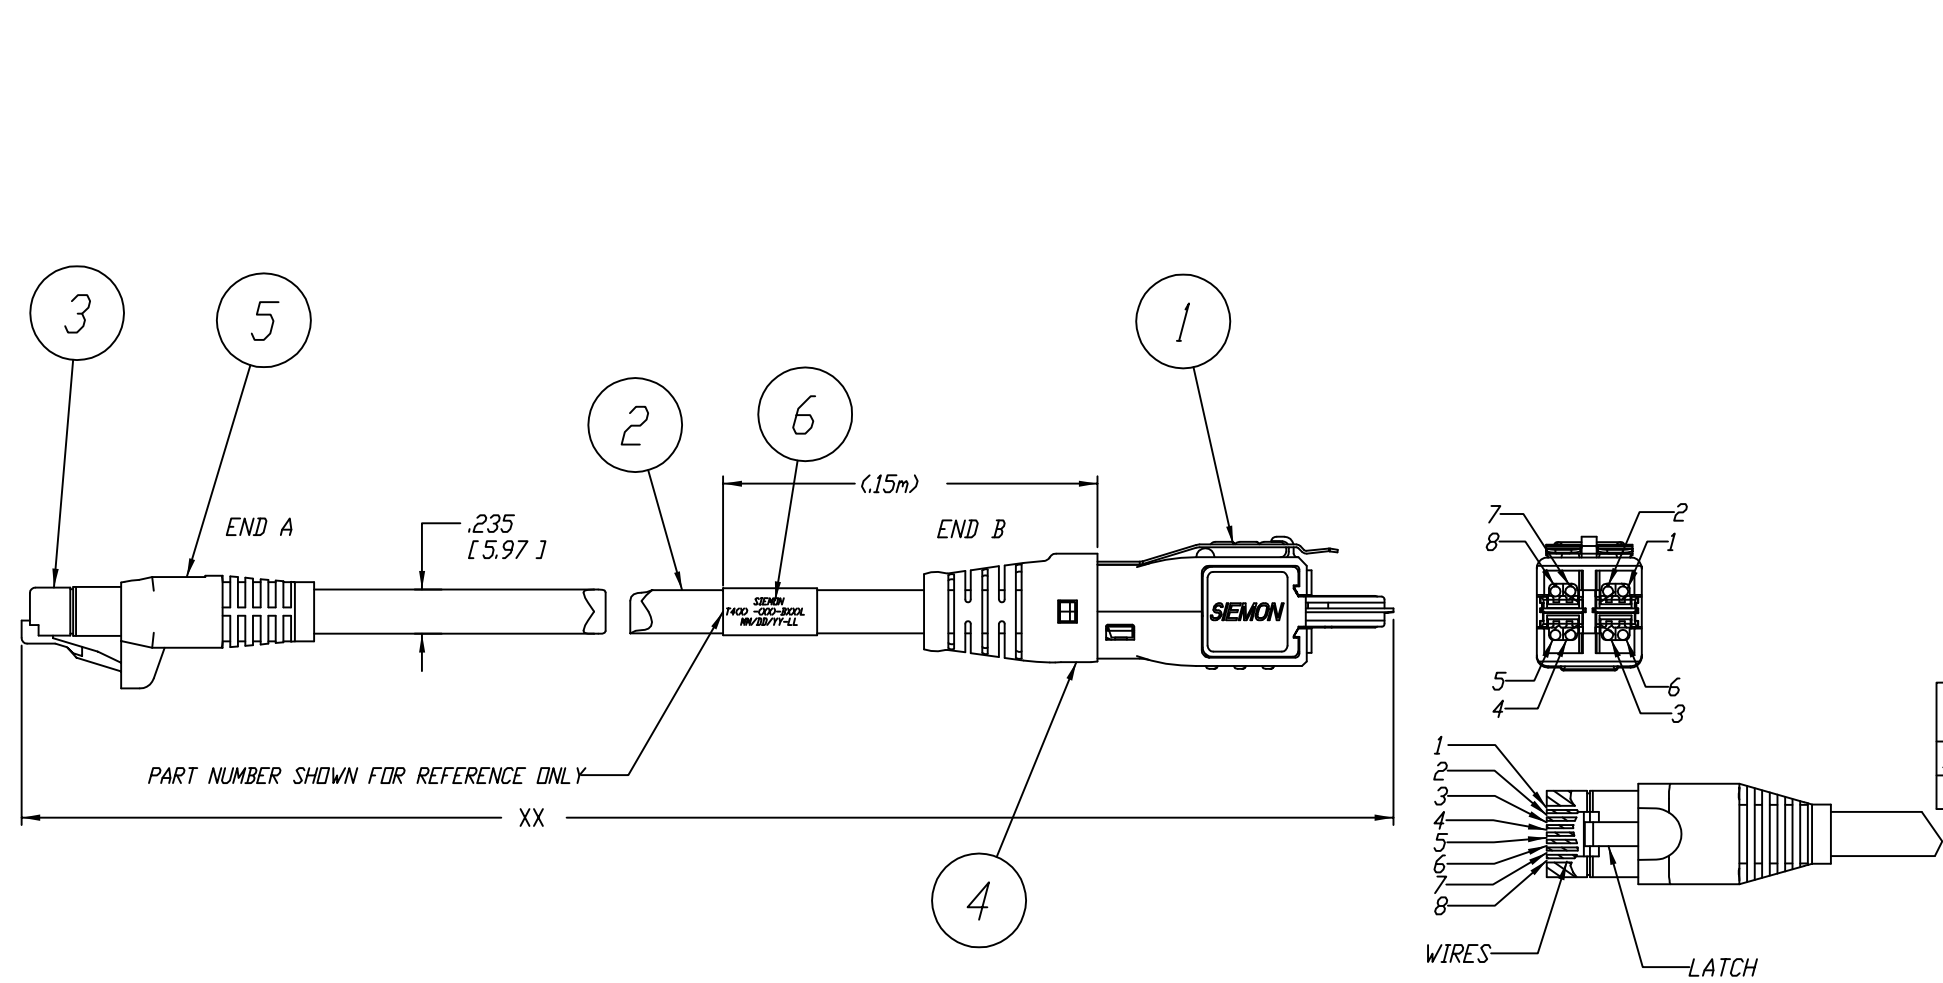 3
5
1
2
6
(.15m)
END A
.235
[5.97]
END B
SIEMON
T400 -000-B000L
MM/DD/YY-LL
SIEMON
PART NUMBER SHOWN FOR REFERENCE ONLY
XX
4
7
8
2
1
5
4
6
3
1
2
3
4
5
6
7
8
WIRES
LATCH